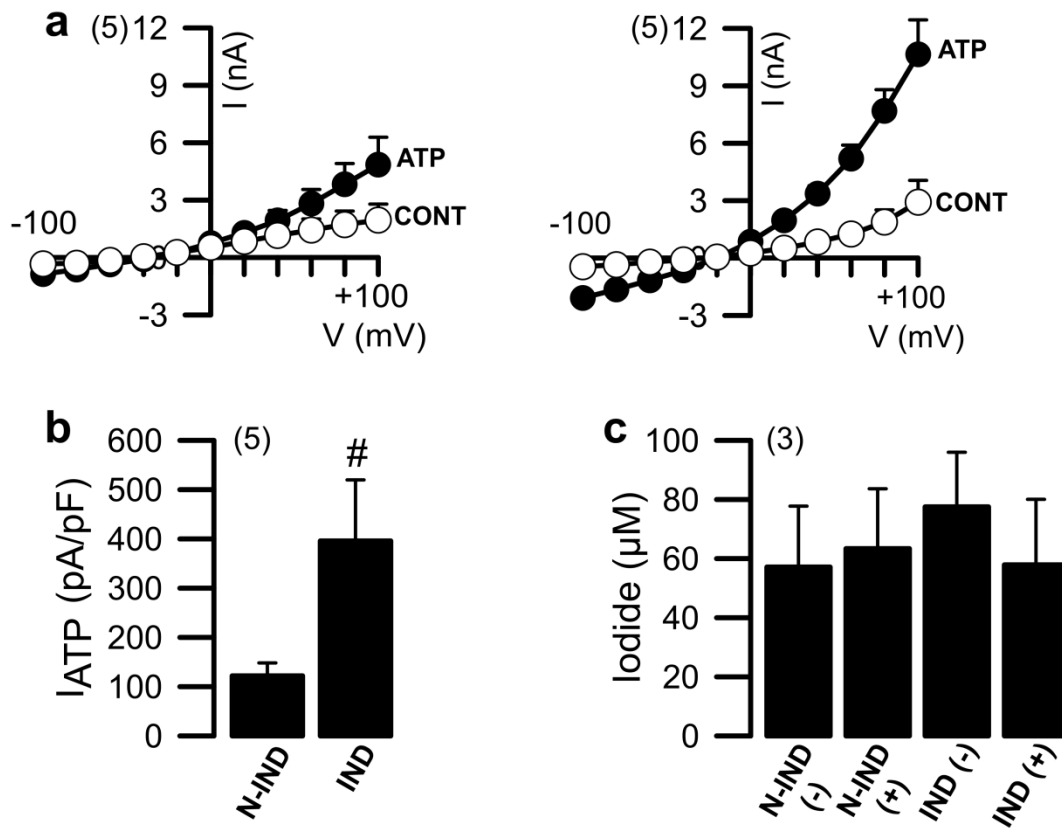 a
(5)
12
9
6
3
0
-3
I (nA)
ATP
CONT
-100
+100
V (mV)
(5)
12
9
6
3
0
-3
I (nA)
ATP
CONT
-100
+100
V (mV)
b
(5)
600
500
400
300
200
100
0
IATP (pA/pF)
#
N-IND
IND
c
(3)
100
80
60
40
20
0
Iodide (µM)
N-IND
(-)
N-IND
(+)
IND (-)
IND (+)